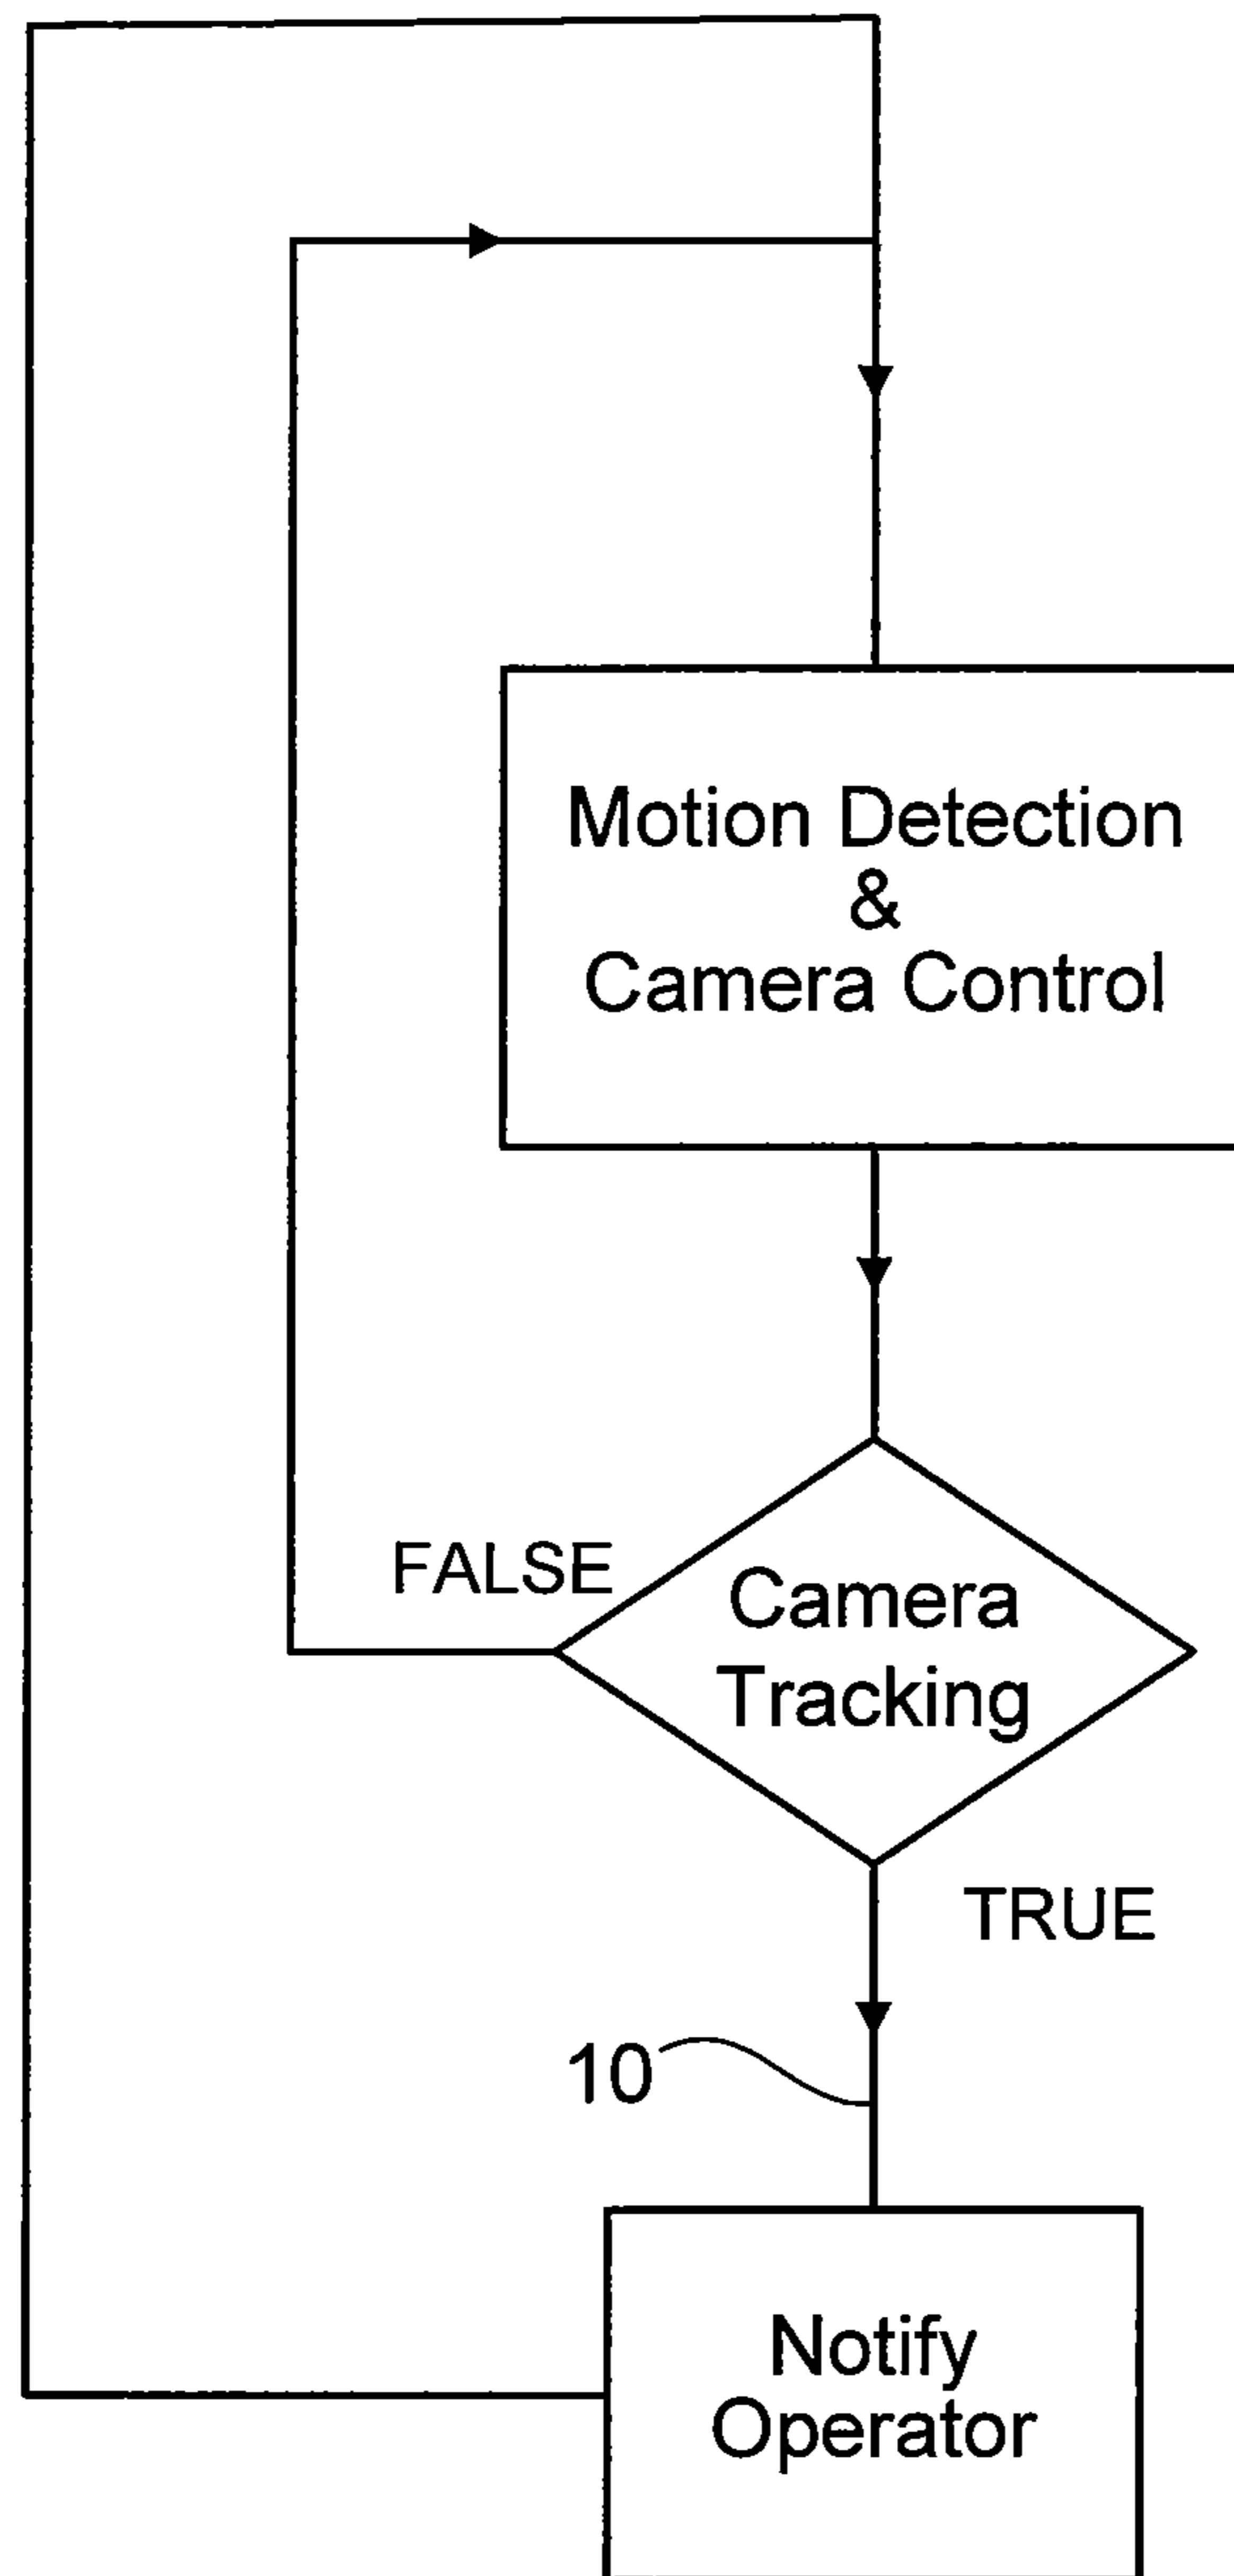 Motion Detection
&
Camera Control
FALSE
Camera
Tracking
TRUE
10
Notify
Operator